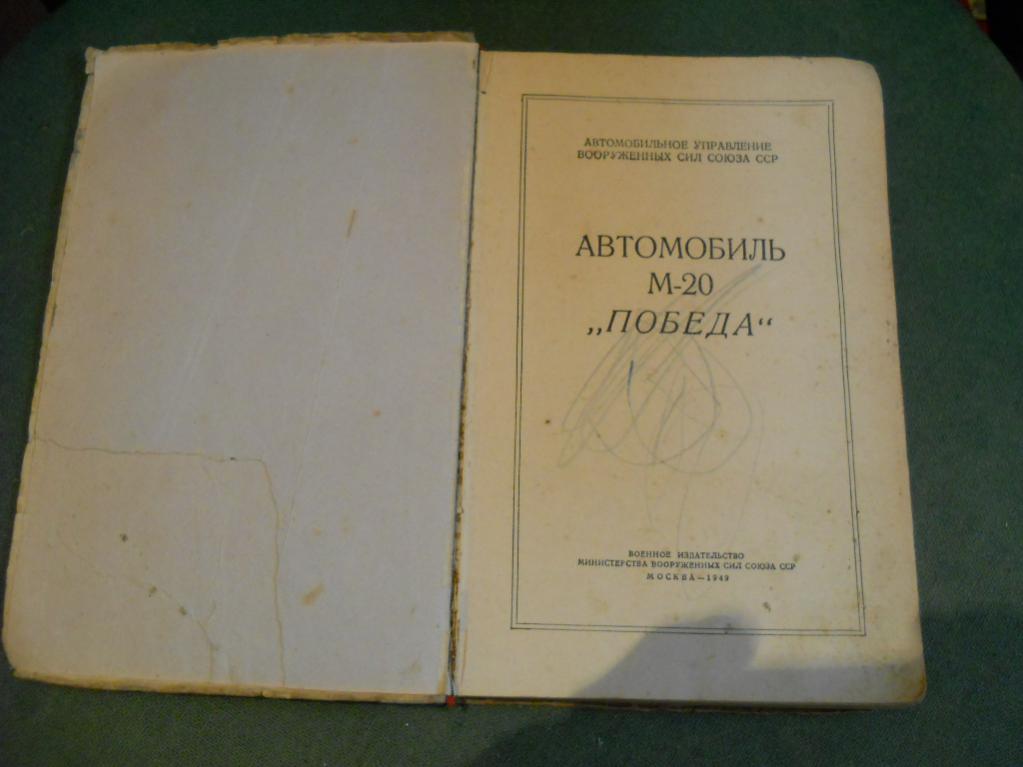 АВТОМОБИЛЬНОЕ УПРАВЛЕНИЕ
ВООРУЖЕННЫХ СИЛ СОЮЗА ССР
АВТОМОБИЛЬ
М-20
„ПОБЕДА“
ВОЕННОЕ ИЗДАТЕЛЬСТВО
МИНИСТЕРСТВА ВООРУЖЕННЫХ СИЛ СОЮЗА ССР
МОСКВА — 1949